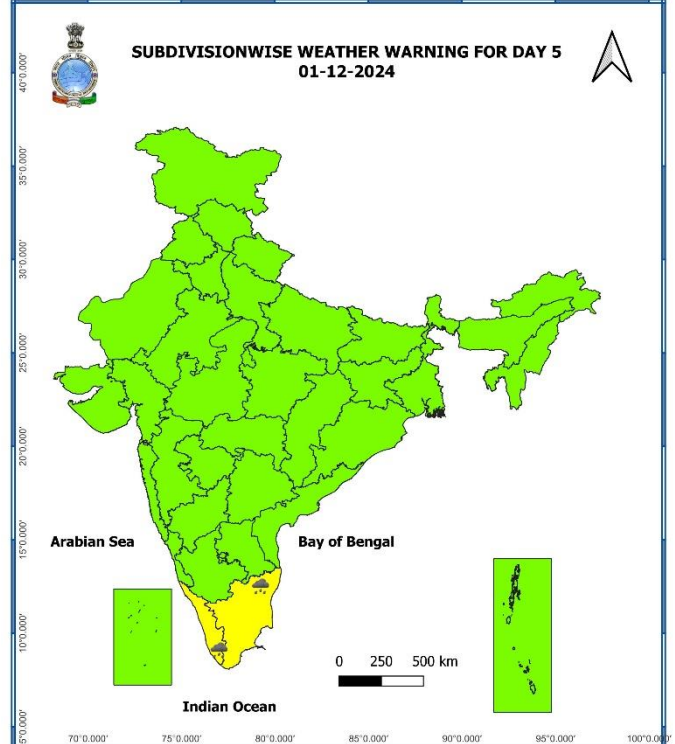 SUBDIVISIONWISE WEATHER WARNING FOR DAY 5
01-12-2024
40°0.000'
35°0.000'
30°0.000'
25°0.000'
20°0.000'
15°0.000'
10°0.000'
5°0.000'
Arabian Sea
Bay of Bengal
0 250 500 km
Indian Ocean
70°0.000' 75°0.000' 80°0.000' 85°0.000' 90°0.000' 95°0.000' 100°0.000'